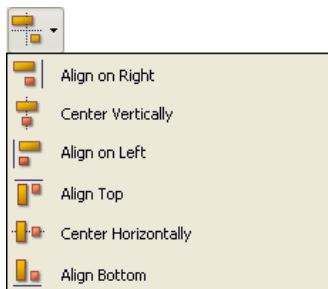 Align on Right
Center Vertically
Align on Left
Align Top
Center Horizontally
Align Bottom